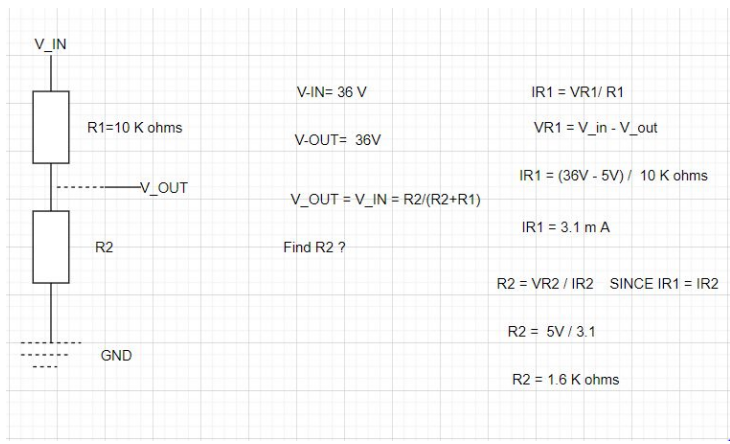 V_IN
R1=10 K ohms
V_OUT
R2
GND
V-IN= 36 V
V-OUT=  36V
V_OUT = V_IN = R2/(R2+R1)
Find R2 ?
IR1 = VR1/ R1
VR1 = V_in - V_out
IR1 = (36V - 5V) /  10 K ohms
IR1 = 3.1 m A
R2 = VR2 / IR2    SINCE IR1 = IR2
R2 =  5V / 3.1
R2 = 1.6 K ohms